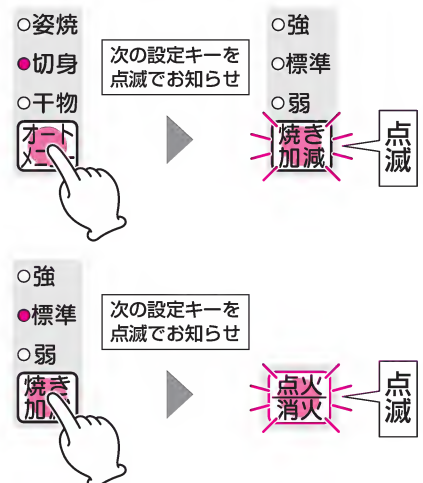 ○姿焼
●切身
○干物
オート
メニュー
次の設定キーを
点滅でお知らせ
○強
○標準
○弱
焼き
加減
点滅
○強
●標準
○弱
焼き
加減
次の設定キーを
点滅でお知らせ
点火
消火
点滅